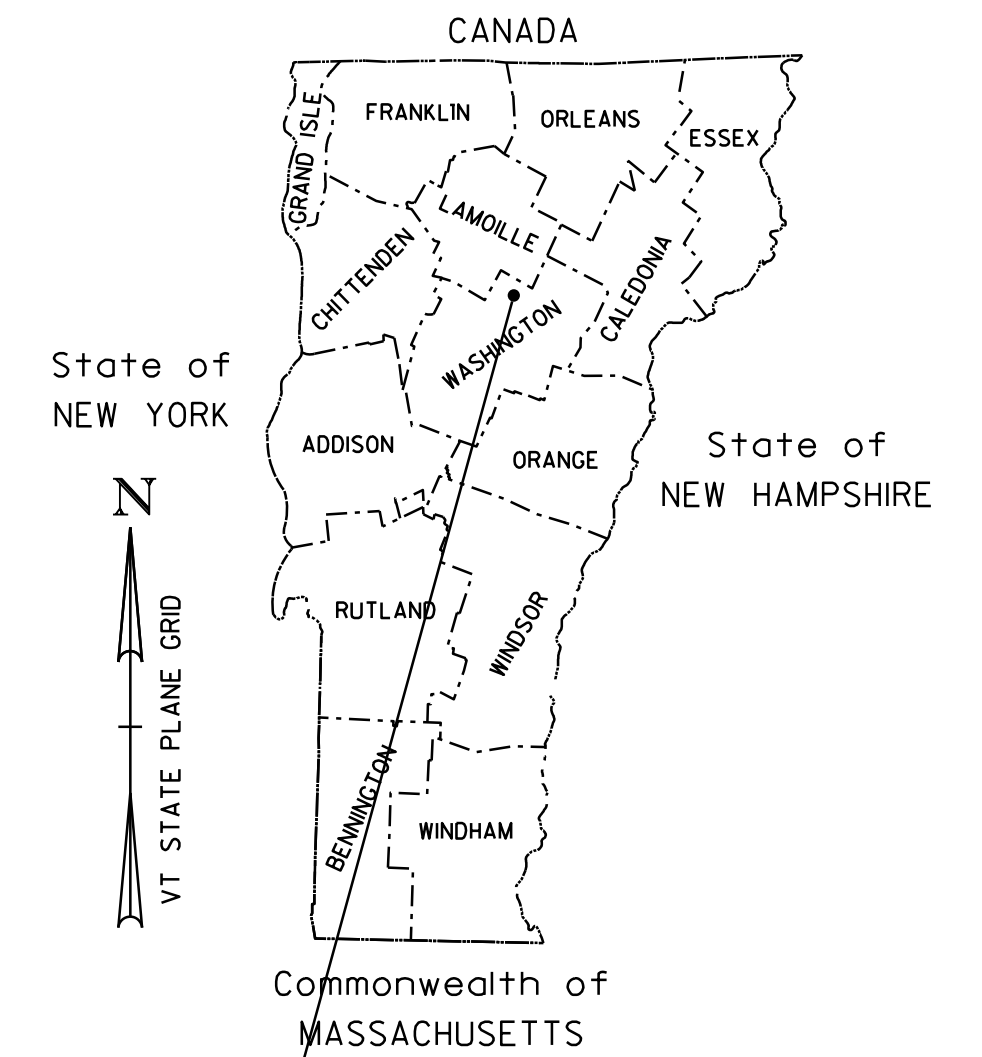 CANADA
FRANKLIN
ORLEANS
ESSEX
GRAND ISLE
LAMOILLE
CHITTENDEN
CALEDONIA
WASHINGTON
State of
NEW YORK
ADDISON
ORANGE
State of
NEW HAMPSHIRE
N
VT STATE PLANE GRID
RUTLAND
WINDSOR
BENNINGTON
WINDHAM
Commonwealth of
MASSACHUSETTS